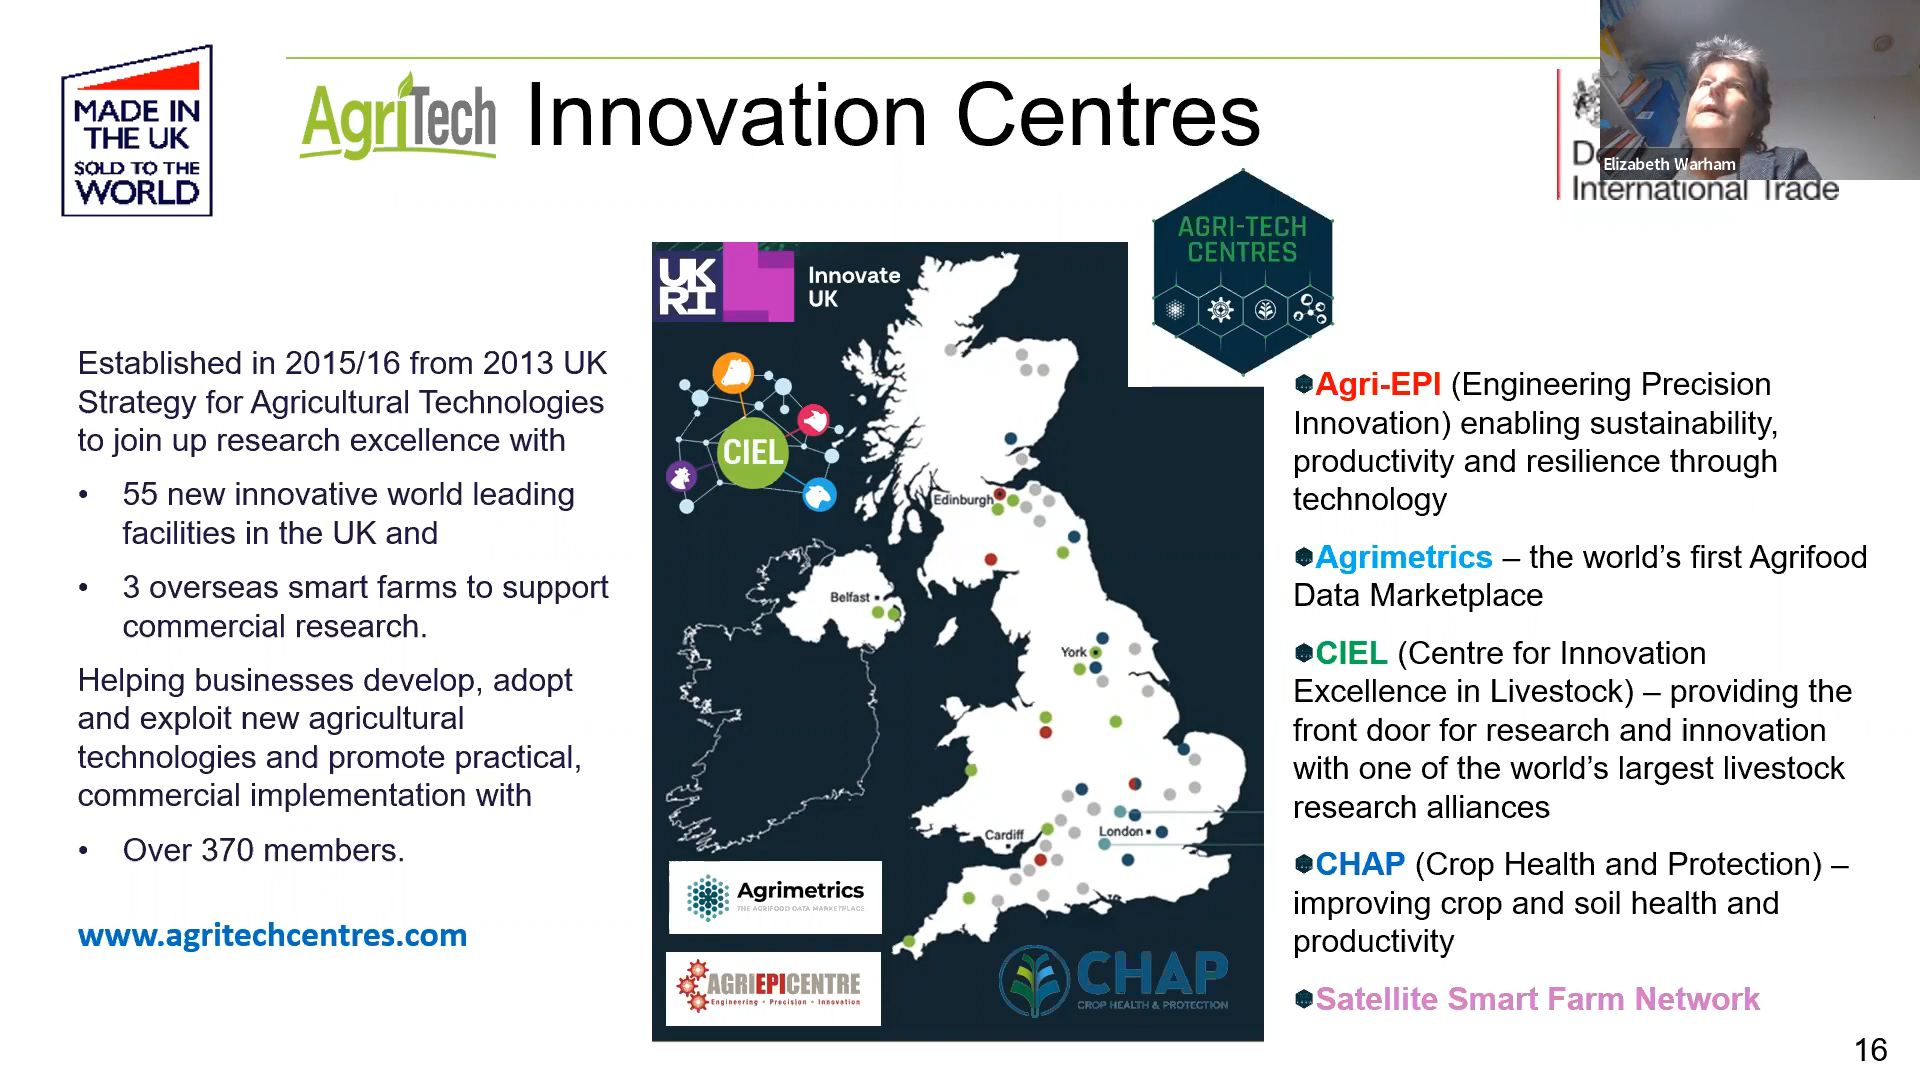 MADE IN
THE UK
SOLD TO THE
WORLD
AgriTech Innovation Centres
International Trade
Elizabeth Warham
AGRI-TECH
CENTRES
UK
RI
Innovate
UK
Established in 2015/16 from 2013 UK
Strategy for Agricultural Technologies
to join up research excellence with
• 55 new innovative world leading
facilities in the UK and
• 3 overseas smart farms to support
commercial research.
Helping businesses develop, adopt
and exploit new agricultural
technologies and promote practical,
commercial implementation with
• Over 370 members.
www.agritechcentres.com
CIEL
Edinburgh
Belfast
York
Cardiff
London
Agrimetrics
THE AGRIFOOD DATA MARKETPLACE
AGRIEPICENTRE
Engineering • Precision • Innovation
CHAP
CROP HEALTH & PROTECTION
Agri-EPI (Engineering Precision
Innovation) enabling sustainability,
productivity and resilience through
technology
Agrimetrics – the world’s first Agrifood
Data Marketplace
CIEL (Centre for Innovation
Excellence in Livestock) – providing the
front door for research and innovation
with one of the world’s largest livestock
research alliances
CHAP (Crop Health and Protection) –
improving crop and soil health and
productivity
Satellite Smart Farm Network
16